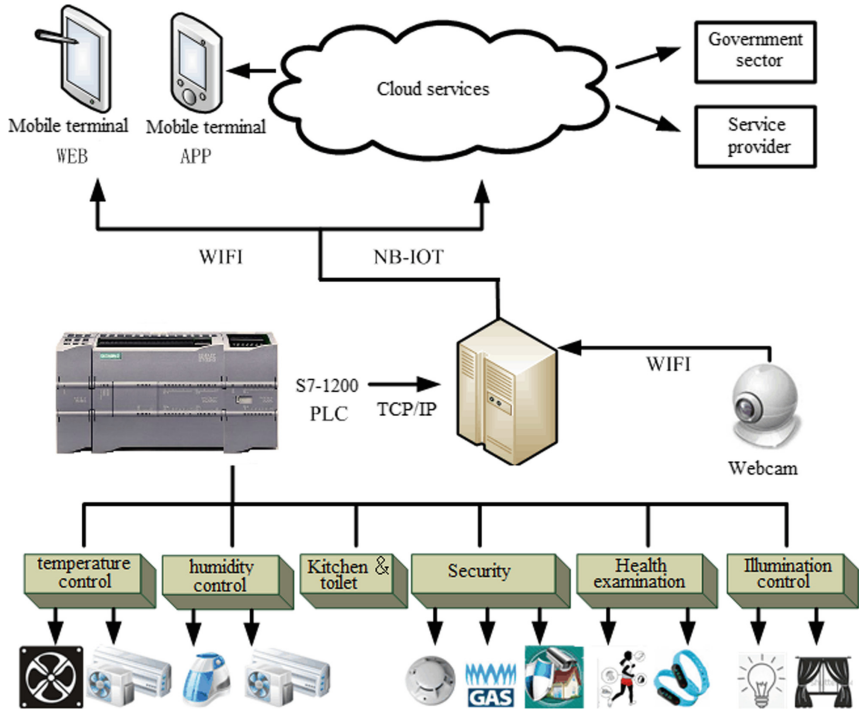 Government
sector
Cloud services
Service
provider
Mobile terminal
WEB
Mobile terminal
APP
WIFI
NB-IOT
S7-1200
PLC
TCP/IP
WIFI
Webcam
temperature
control
humidity
control
Kitchen &
toilet
Security
Health
examination
Illumination
control
GAS